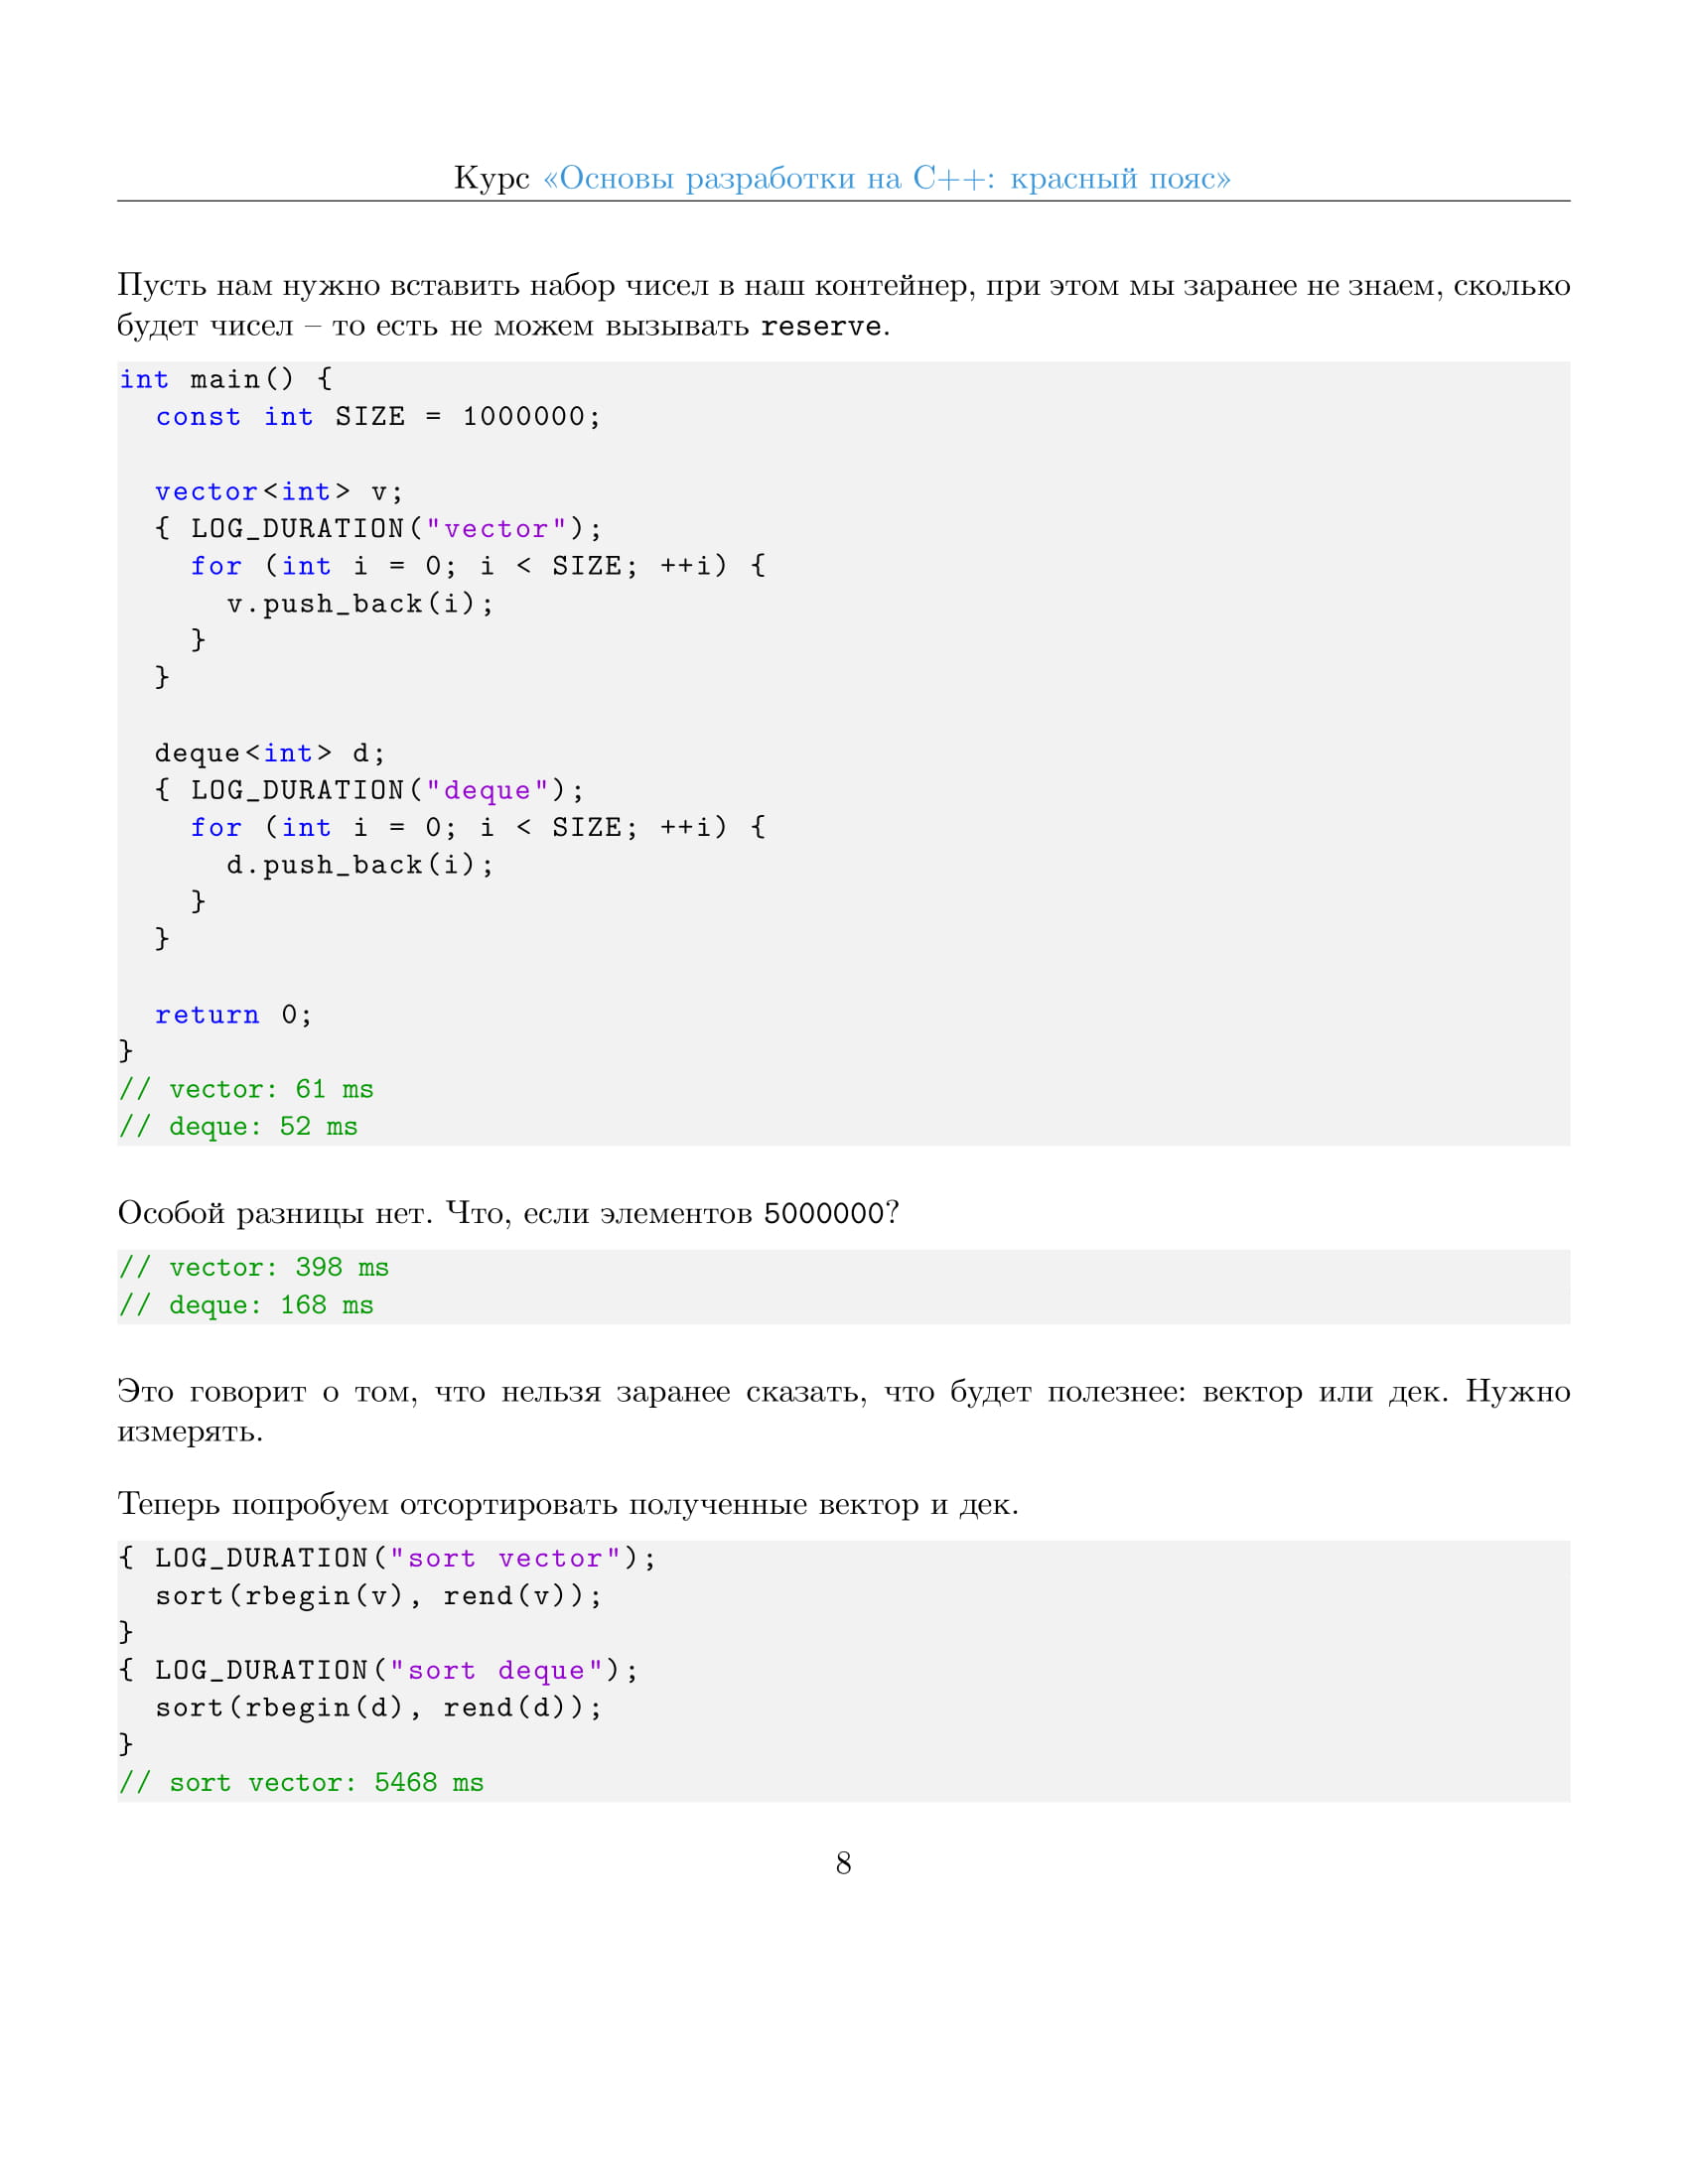 Курс «Основы разработки на C++: красный пояс»
Пусть нам нужно вставить набор чисел в наш контейнер, при этом мы заранее не знаем, сколько
будет чисел – то есть не можем вызывать reserve.
int main() {
  const int SIZE = 1000000;

  vector<int> v;
  { LOG_DURATION("vector");
    for (int i = 0; i < SIZE; ++i) {
      v.push_back(i);
    }
  }

  deque<int> d;
  { LOG_DURATION("deque");
    for (int i = 0; i < SIZE; ++i) {
      d.push_back(i);
    }
  }

  return 0;
}
// vector: 61 ms
// deque: 52 ms
Особой разницы нет. Что, если элементов 5000000?
// vector: 398 ms
// deque: 168 ms
Это говорит о том, что нельзя заранее сказать, что будет полезнее: вектор или дек. Нужно
измерять.
Теперь попробуем отсортировать полученные вектор и дек.
{ LOG_DURATION("sort vector");
  sort(rbegin(v), rend(v));
}
{ LOG_DURATION("sort deque");
  sort(rbegin(d), rend(d));
}
// sort vector: 5468 ms
8